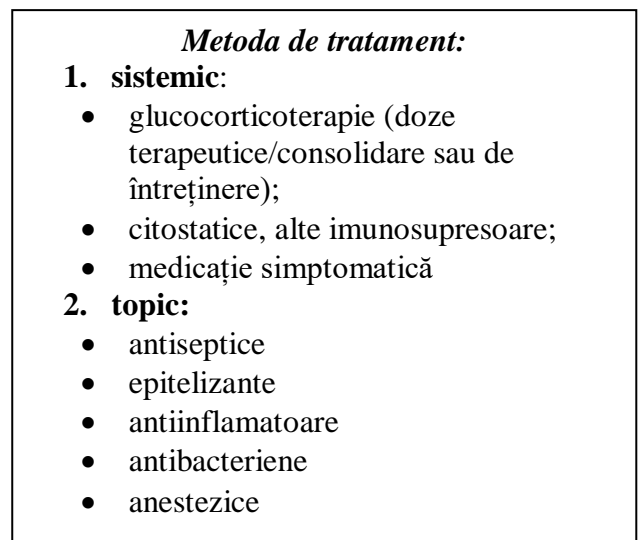 Metoda de tratament:
1. sistemic:
• glucocorticoterapie (doze
terapeutice/consolidare sau de
întreținere);
• citostatice, alte imunosupresoare;
• medicație simptomatică
2. topic:
• antiseptice
• epitelizante
• antiinflamatoare
• antibacteriene
• anestezice